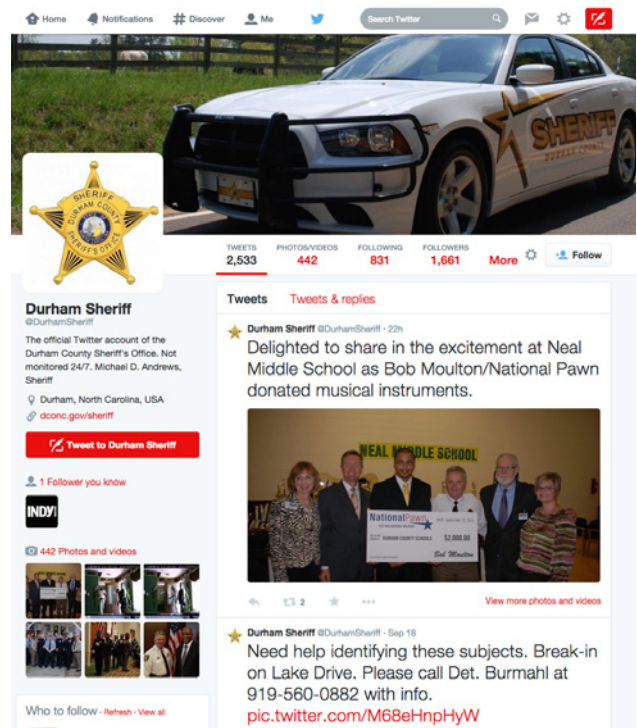 Home Notifications Discover Me Search Twitter
SHERIFF
DURHAM COUNTY
SHERIFF
DURHAM COUNTY
SHERIFF'S OFFICE
TWEETS PHOTOS/VIDEOS FOLLOWING FOLLOWERS
2,533 442 831 1,661 More Follow
Durham Sheriff
@DurhamSheriff
The official Twitter account of the
Durham County Sheriff's Office. Not
monitored 24/7. Michael D. Andrews,
Sheriff
Durham, North Carolina, USA
dconc.gov/sheriff
Tweet to Durham Sheriff
1 Follower you know
INDY
442 Photos and videos
Who to follow · Refresh · View all
Tweets Tweets & replies
Durham Sheriff @DurhamSheriff · 22h
Delighted to share in the excitement at Neal
Middle School as Bob Moulton/National Pawn
donated musical instruments.
NEAL MIDDLE SCHOOL
NationalPawn
DURHAM COUNTY SCHOOLS $2,000.00
Bob Moulton
2
View more photos and videos
Durham Sheriff @DurhamSheriff · Sep 18
Need help identifying these subjects. Break-in
on Lake Drive. Please call Det. Burmahl at
919-560-0882 with info.
pic.twitter.com/M68eHnpHyW